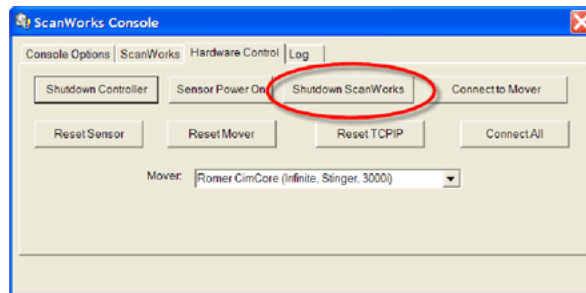 ScanWorks Console
Console Options ScanWorks Hardware Control Log
Shutdown Controller Sensor Power On Shutdown ScanWorks Connect to Mover
Reset Sensor Reset Mover Reset TCPIP Connect All
Mover: Romer CimCore (Infinite, Stinger, 3000i)